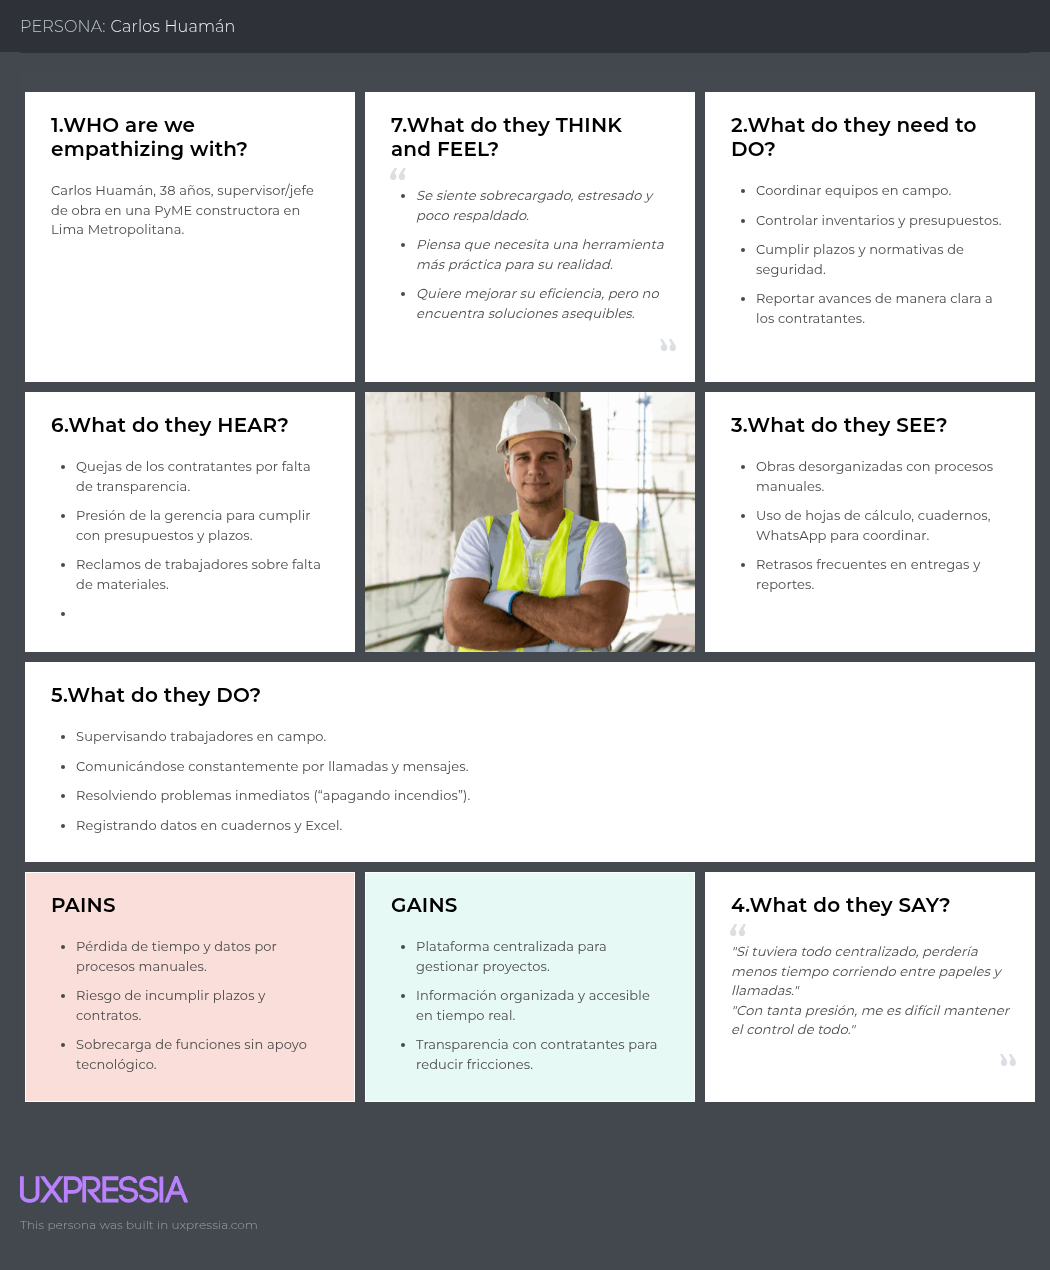 PERSONA: Carlos Huamán
1.WHO are we
empathizing with?
Carlos Huamán, 38 años, supervisor/jefe
de obra en una PyME constructora en
Lima Metropolitana.
7.What do they THINK
and FEEL?
“
• Se siente sobrecargado, estresado y
poco respaldado.
• Piensa que necesita una herramienta
más práctica para su realidad.
• Quiere mejorar su eficiencia, pero no
encuentra soluciones asequibles.
”
2.What do they need to
DO?
• Coordinar equipos en campo.
• Controlar inventarios y presupuestos.
• Cumplir plazos y normativas de
seguridad.
• Reportar avances de manera clara a
los contratantes.
6.What do they HEAR?
• Quejas de los contratantes por falta
de transparencia.
• Presión de la gerencia para cumplir
con presupuestos y plazos.
• Reclamos de trabajadores sobre falta
de materiales.
•
3.What do they SEE?
• Obras desorganizadas con procesos
manuales.
• Uso de hojas de cálculo, cuadernos,
WhatsApp para coordinar.
• Retrasos frecuentes en entregas y
reportes.
5.What do they DO?
• Supervisando trabajadores en campo.
• Comunicándose constantemente por llamadas y mensajes.
• Resolviendo problemas inmediatos (“apagando incendios”).
• Registrando datos en cuadernos y Excel.
PAINS
• Pérdida de tiempo y datos por
procesos manuales.
• Riesgo de incumplir plazos y
contratos.
• Sobrecarga de funciones sin apoyo
tecnológico.
GAINS
• Plataforma centralizada para
gestionar proyectos.
• Información organizada y accesible
en tiempo real.
• Transparencia con contratantes para
reducir fricciones.
4.What do they SAY?
“
"Si tuviera todo centralizado, perdería
menos tiempo corriendo entre papeles y
llamadas."
"Con tanta presión, me es difícil mantener
el control de todo."
”
UXPRESSIA
This persona was built in uxpressia.com